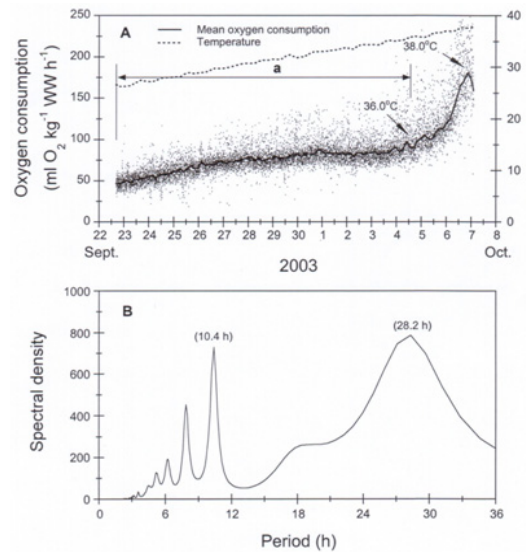 A
Mean oxygen consumption
Temperature
a
38.0°C
36.0°C
Oxygen consumption
(ml O2 kg-1 WW h-1)
250
200
150
100
50
0
40
30
20
10
0
22 23 24 25 26 27 28 29 30 1 2 3 4 5 6 7 8
Sept. Oct.
2003
B
(10.4 h)
(28.2 h)
Spectral density
1000
800
600
400
200
0
0 6 12 18 24 30 36
Period (h)